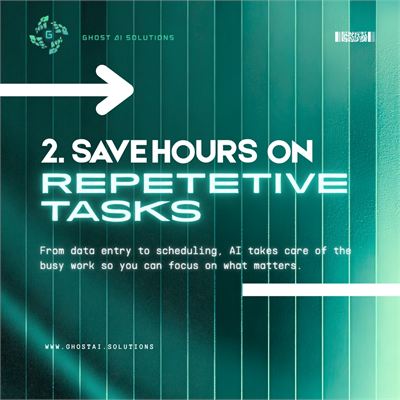 GHOST AI SOLUTIONS
2. SAVE HOURS ON
REPETETIVE
TASKS
From data entry to scheduling, AI takes care of the
busy work so you can focus on what matters.
WWW.GHOSTAI.SOLUTIONS